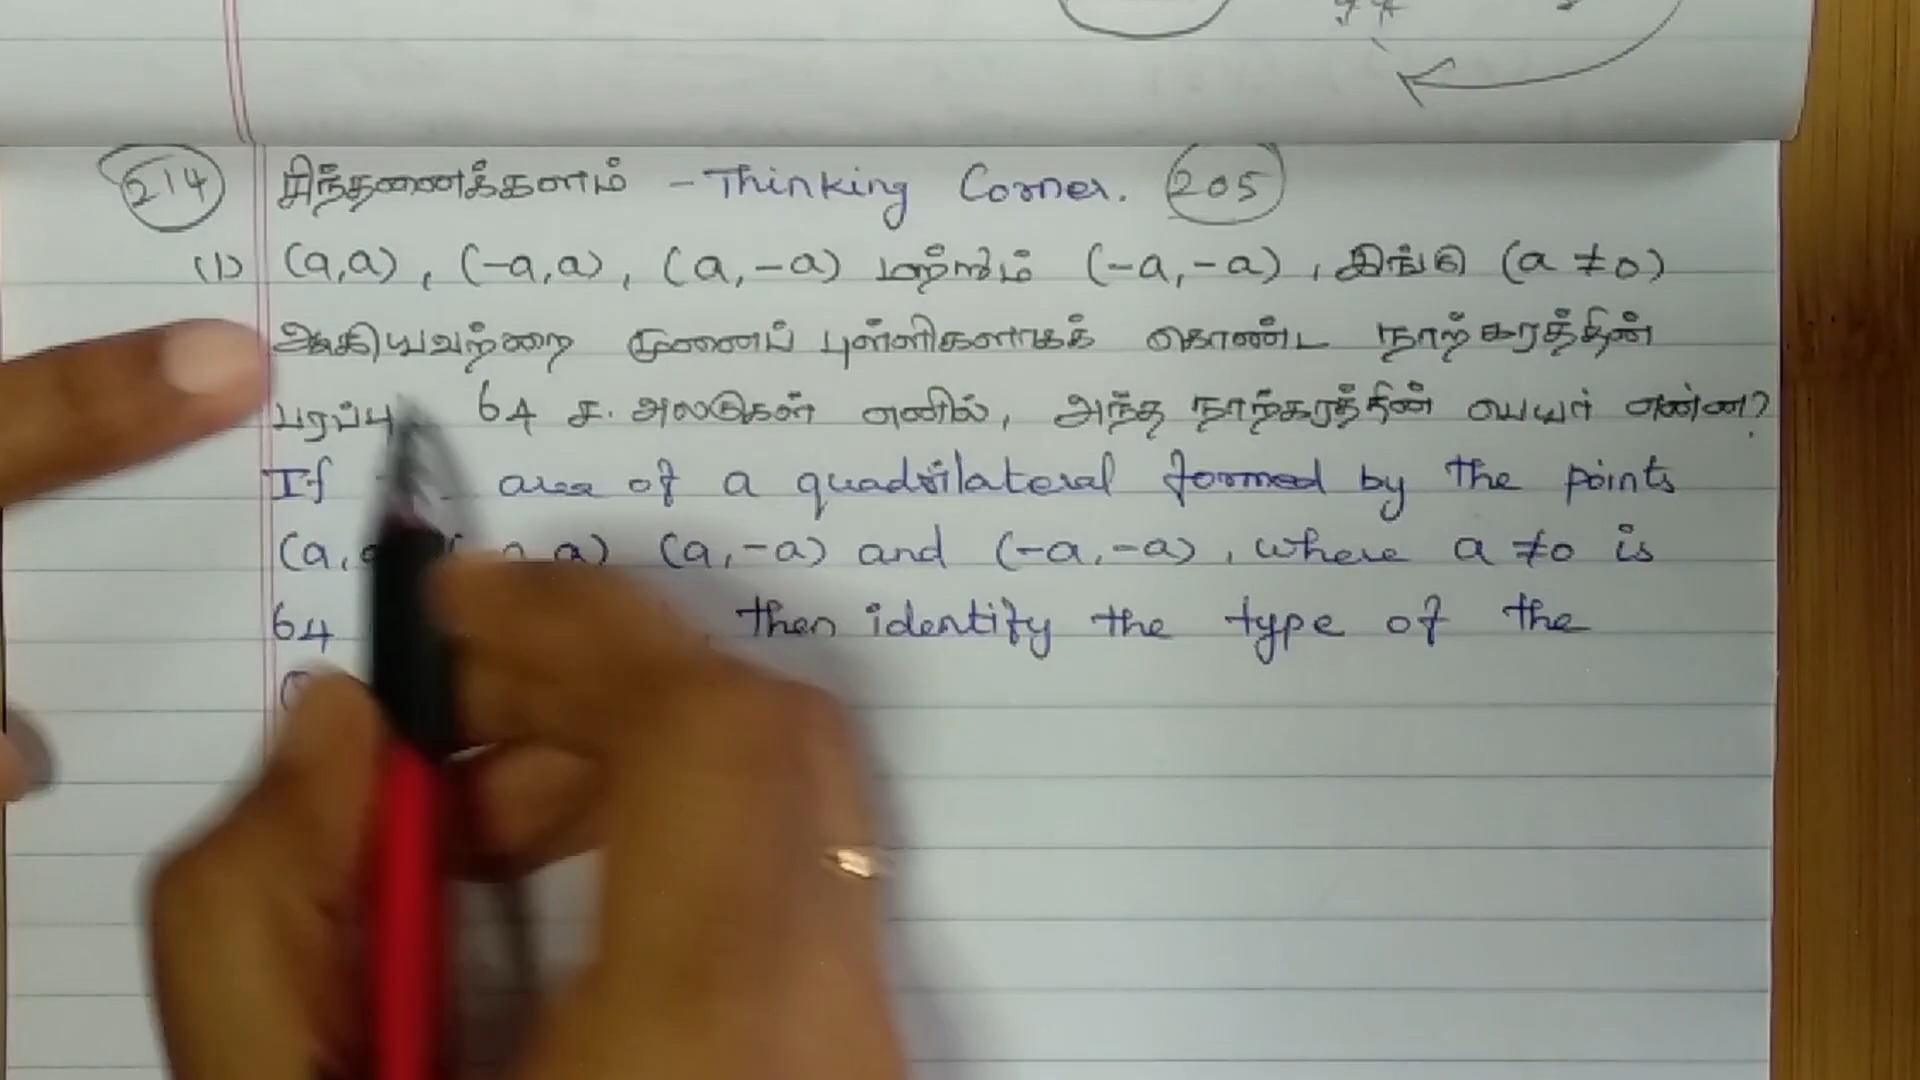 214 சிந்தனைக்களம் - Thinking Corner. 205
(1) (a,a), (-a,a), (a,-a) மற்றும் (-a,-a), இங்கு (a ≠ 0)
ஆகியவற்றை முனைப் புள்ளிகளாகக் கொண்ட நாற்கரத்தின்
பரப்பு 64 ச. அலகுகள் எனில், அந்த நாற்கரத்தின் பெயர் என்ன?
If area of a quadrilateral formed by the points
(a, a) (a,-a) and (-a,-a), where a ≠ 0 is
64 then identify the type of the